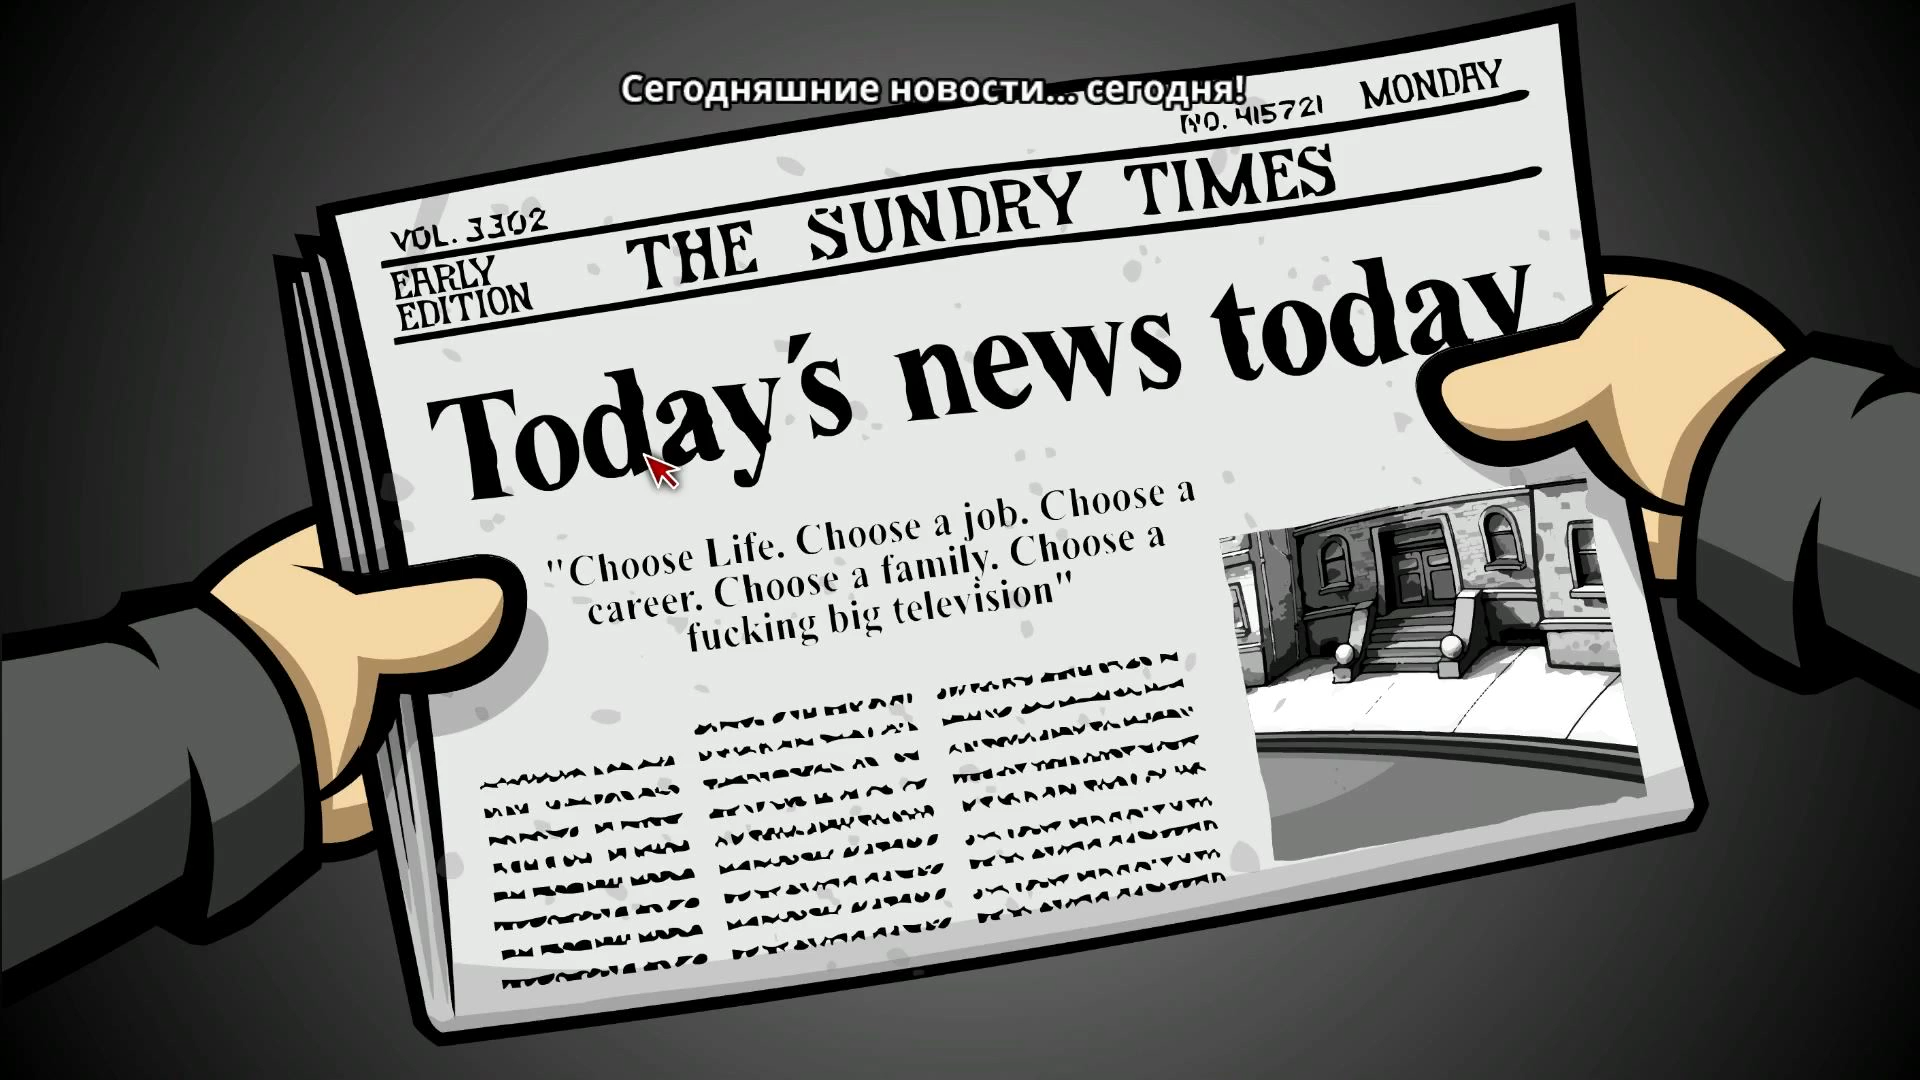 Сегодняшние новости... сегодня!
NO. 415721
MONDAY
VOL. 3302
EARLY
EDITION
THE SUNDRY TIMES
Today's news today
"Choose Life. Choose a job. Choose a
career. Choose a family. Choose a
fucking big television"